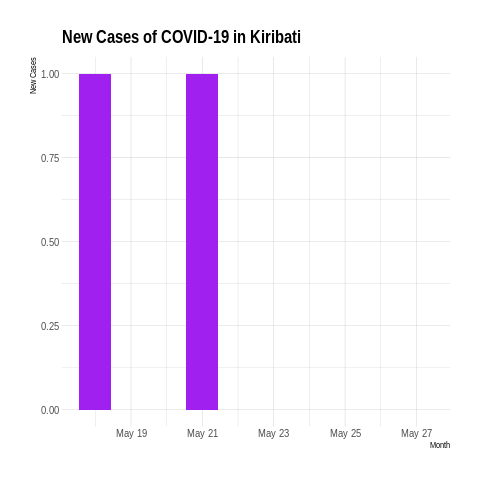 New Cases of COVID-19 in Kiribati
New Cases
1.00
0.75
0.50
0.25
0.00
May 19 May 21 May 23 May 25 May 27
Month